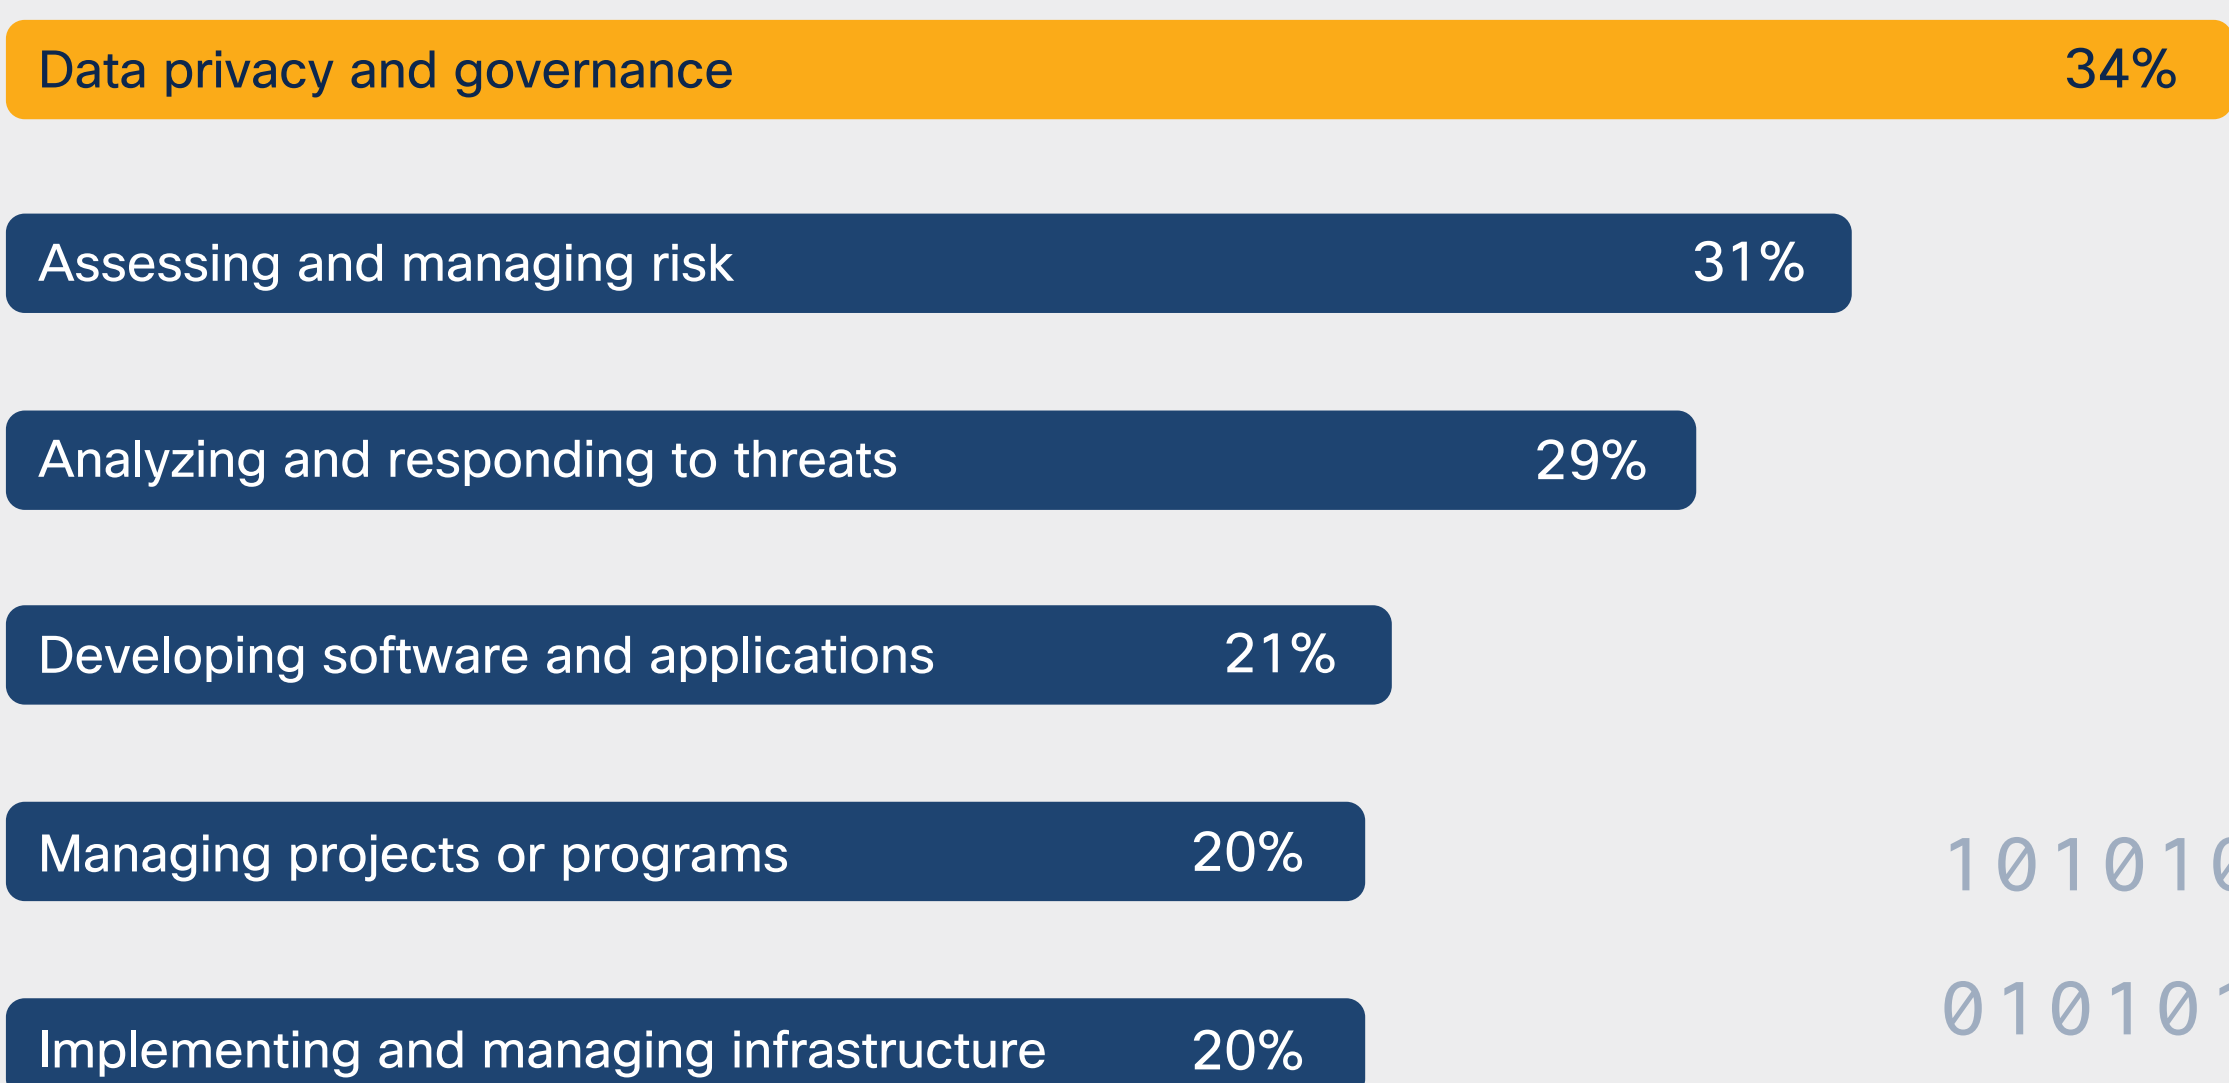 Data privacy and governance 34%
Assessing and managing risk 31%
Analyzing and responding to threats 29%
Developing software and applications 21%
Managing projects or programs 20%
101010
010101
Implementing and managing infrastructure 20%